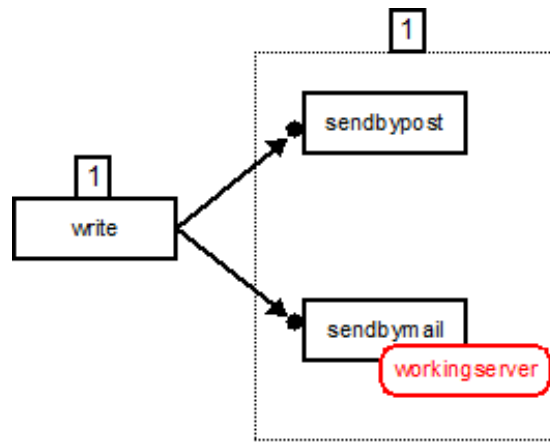 1
sendbypost
1
write
sendbymail
workingserver